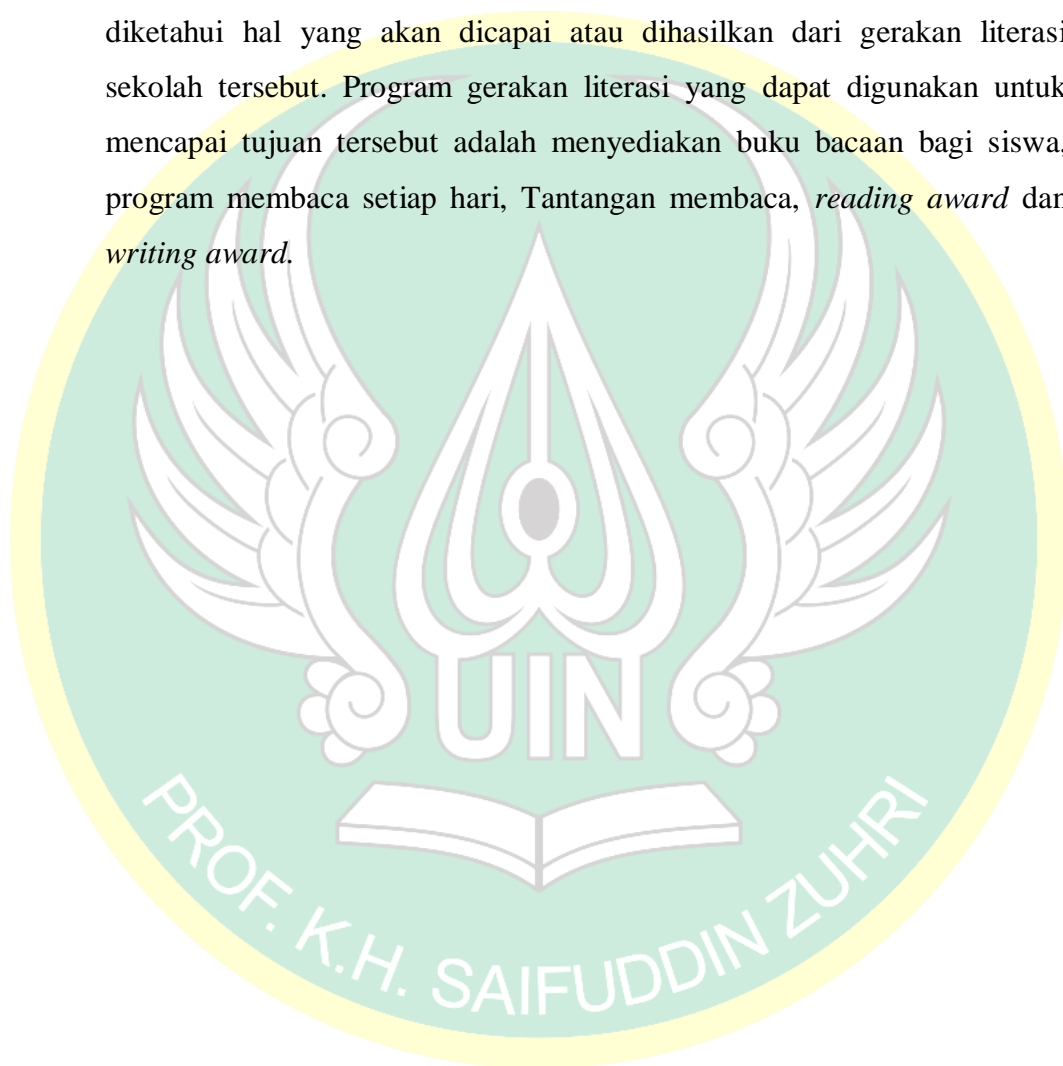 diketahui hal yang akan dicapai atau dihasilkan dari gerakan literasi
sekolah tersebut. Program gerakan literasi yang dapat digunakan untuk
mencapai tujuan tersebut adalah menyediakan buku bacaan bagi siswa,
program membaca setiap hari, Tantangan membaca, reading award dan
writing award.
UIN
PROF. K.H. SAIFUDDIN ZUHRI